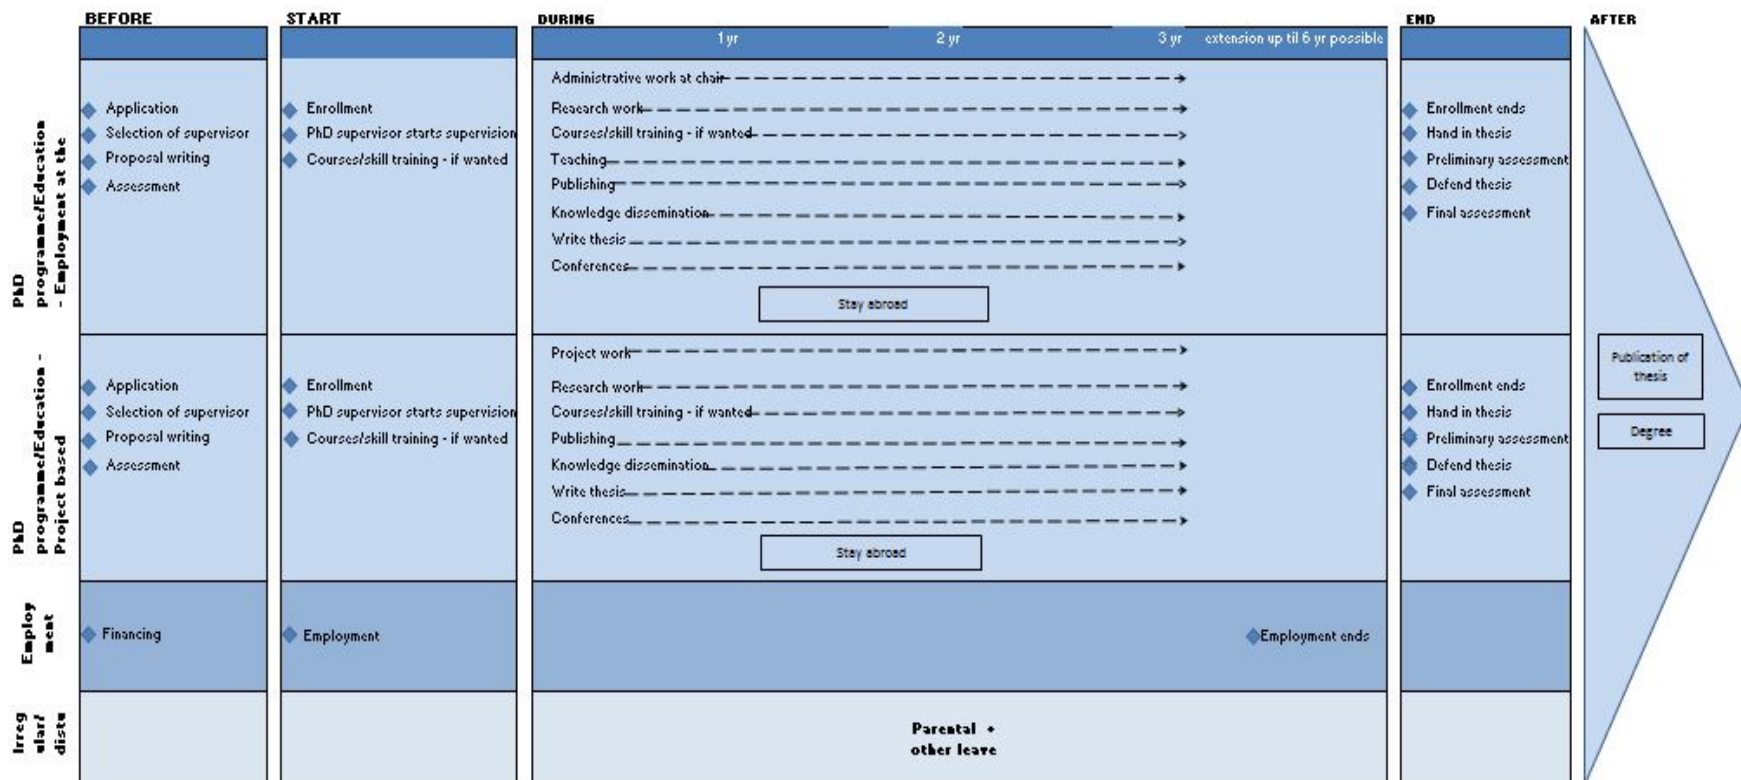 BEFORE
START
DURING
END
AFTER
1 yr
2 yr
3 yr
extension up til 6 yr possible
PhD
programme/Education
- Employment at the
Application
Selection of supervisor
Proposal writing
Assessment
Enrollment
PhD supervisor starts supervision
Courses/skill training - if wanted
Administrative work at chair
Research work
Courses/skill training - if wanted
Teaching
Publishing
Knowledge dissemination
Write thesis
Conferences
Stay abroad
Enrollment ends
Hand in thesis
Preliminary assessment
Defend thesis
Final assessment
PhD
programme/Education -
Project based
Application
Selection of supervisor
Proposal writing
Assessment
Enrollment
PhD supervisor starts supervision
Courses/skill training - if wanted
Project work
Research work
Courses/skill training - if wanted
Publishing
Knowledge dissemination
Write thesis
Conferences
Stay abroad
Enrollment ends
Hand in thesis
Preliminary assessment
Defend thesis
Final assessment
Publication of
thesis
Degree
Employ
ment
Financing
Employment
Employment ends
Irreg
ular/
distu
Parental +
other leave